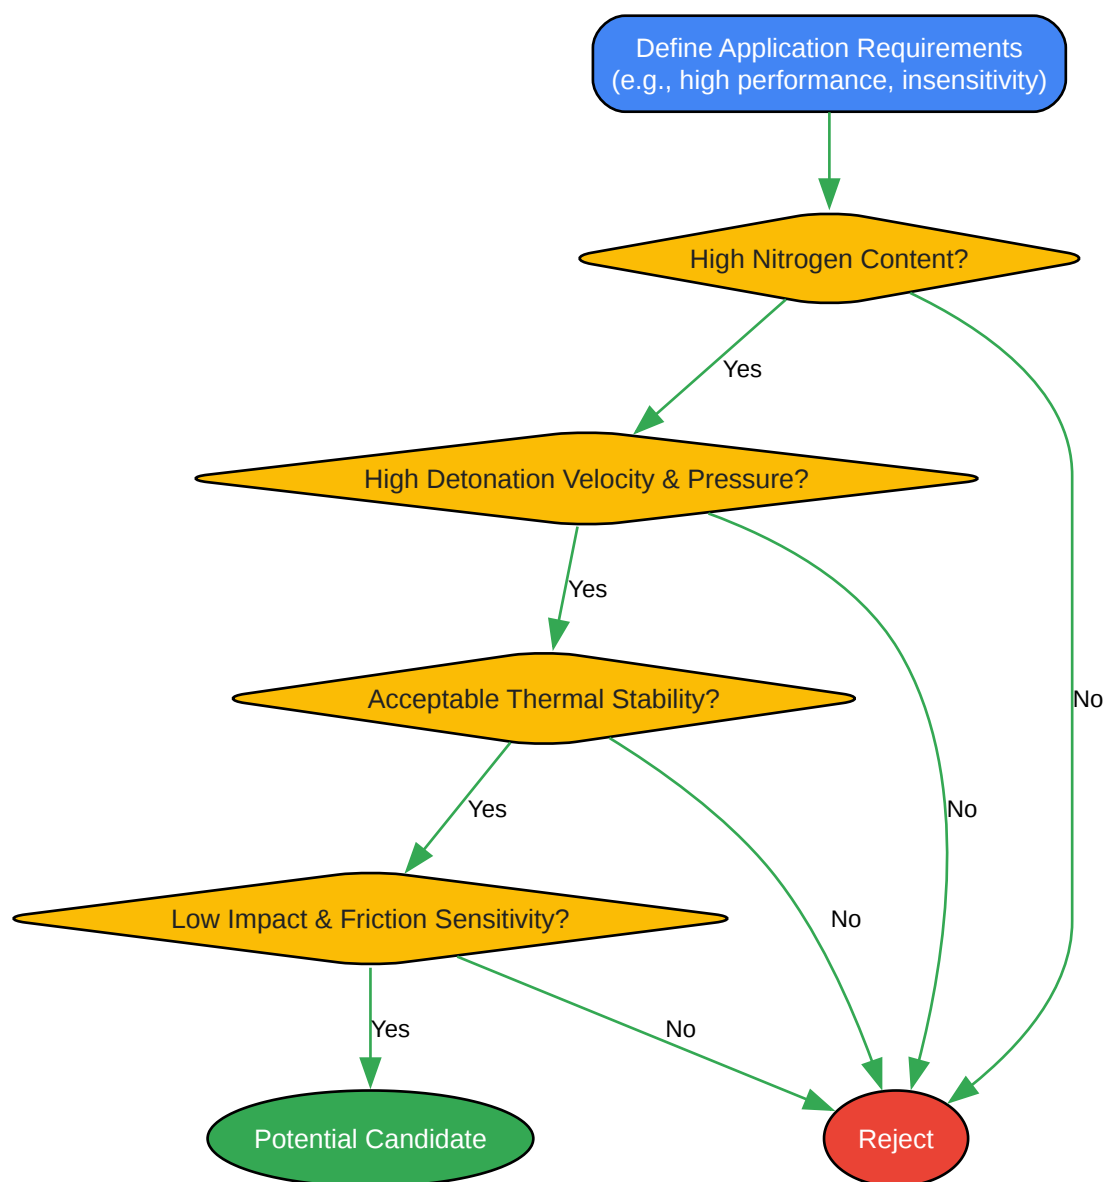 Define Application Requirements
(e.g., high performance, insensitivity)
High Nitrogen Content?
Yes
High Detonation Velocity & Pressure?
Yes
Acceptable Thermal Stability?
No
Yes
No
Low Impact & Friction Sensitivity?
No
Yes
No
Potential Candidate
Reject